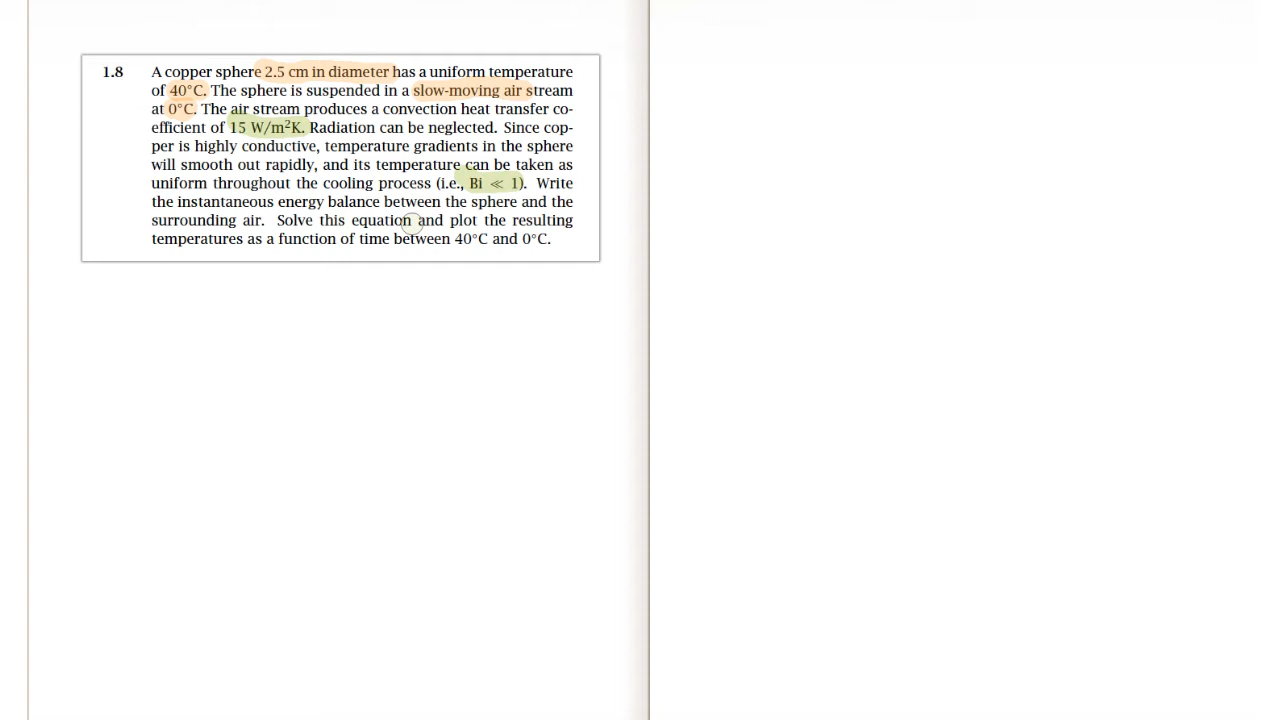 1.8 A copper sphere 2.5 cm in diameter has a uniform temperature
of 40°C. The sphere is suspended in a slow-moving air stream
at 0°C. The air stream produces a convection heat transfer co-
efficient of 15 W/m²K. Radiation can be neglected. Since cop-
per is highly conductive, temperature gradients in the sphere
will smooth out rapidly, and its temperature can be taken as
uniform throughout the cooling process (i.e., Bi ≪ 1). Write
the instantaneous energy balance between the sphere and the
surrounding air. Solve this equation and plot the resulting
temperatures as a function of time between 40°C and 0°C.